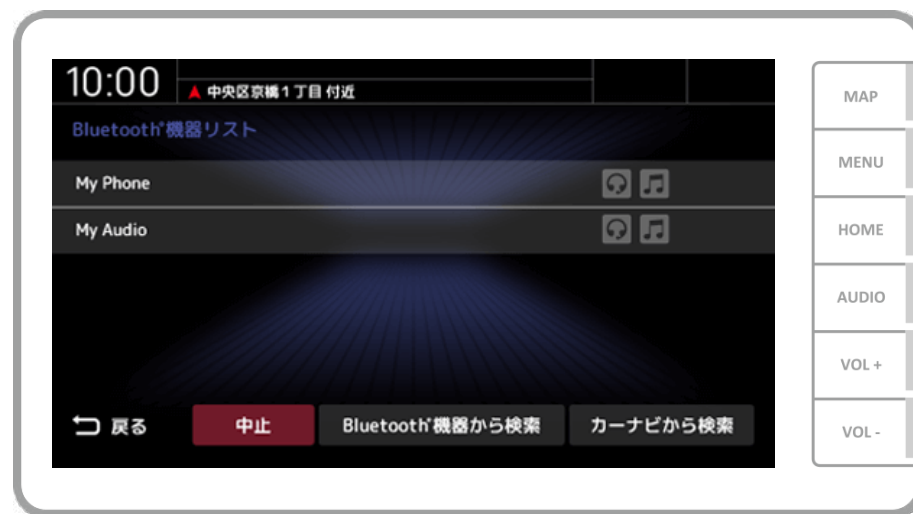 10:00
中央区京橋1丁目 付近
Bluetooth®機器リスト
My Phone
My Audio
戻る
中止
Bluetooth®機器から検索
カーナビから検索
MAP
MENU
HOME
AUDIO
VOL +
VOL -